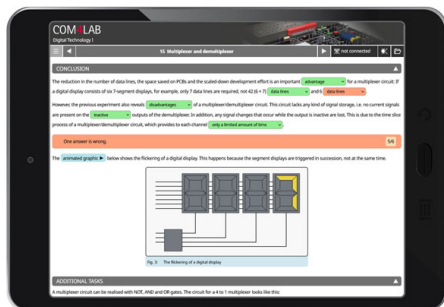 COM4LAB
Digital Technology I
15 Multiplexer and demultiplexer
not connected
CONCLUSION
The reduction in the number of data lines, the space saved on PCBs and the scaled-down development effort is an important advantage for a multiplexer circuit. If
a digital display consists of six 7-segment displays, for example, only 7 data lines are required, not 42 (6 × 7) data lines and 6 data lines .
However, the previous experiment also reveals disadvantages of a multiplexer/demultiplexer circuit. This circuit lacks any kind of signal storage, i.e. no current signals
are present on the inactive outputs of the demultiplexer. In addition, any signal changes that occur while the output is inactive are lost. This is due to the time slice
process of a multiplexer/demultiplexer circuit, which provides to each channel only a limited amount of time .
One answer is wrong. 5/6
The animated graphic below shows the flickering of a digital display. This happens because the segment displays are triggered in succession, not at the same time.
Fig. 5 The flickering of a digital display
ADDITIONAL TASKS
A multiplexer circuit can be realised with NOT, AND and OR gates. The circuit for a 4 to 1 multiplexer looks like this: